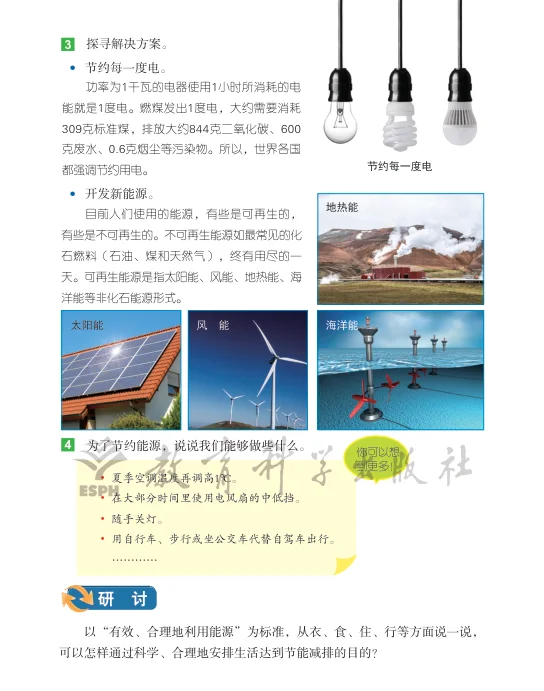 3 探寻解决方案。
• 节约每一度电。
功率为1千瓦的电器使用1小时所消耗的电
能就是1度电。燃煤发出1度电，大约需要消耗
309克标准煤，排放大约844克二氧化碳、600
克废水、0.6克烟尘等污染物。所以，世界各国
都强调节约用电。
节约每一度电
• 开发新能源。
目前人们使用的能源，有些是可再生的，
有些是不可再生的。不可再生能源如最常见的化
石燃料（石油、煤和天然气），终有用尽的一
天。可再生能源是指太阳能、风能、地热能、海
洋能等非化石能源形式。
地热能
太阳能
风 能
海洋能
4 为了节约能源，说说我们能够做些什么。
你可以想
到更多！
• 夏季空调温度再调高1℃。
• 在大部分时间里使用电风扇的中低挡。
• 随手关灯。
• 用自行车、步行或坐公交车代替自驾车出行。
…………
ESPH 教育科学出版社
研 讨
以“有效、合理地利用能源”为标准，从衣、食、住、行等方面说一说，
可以怎样通过科学、合理地安排生活达到节能减排的目的？